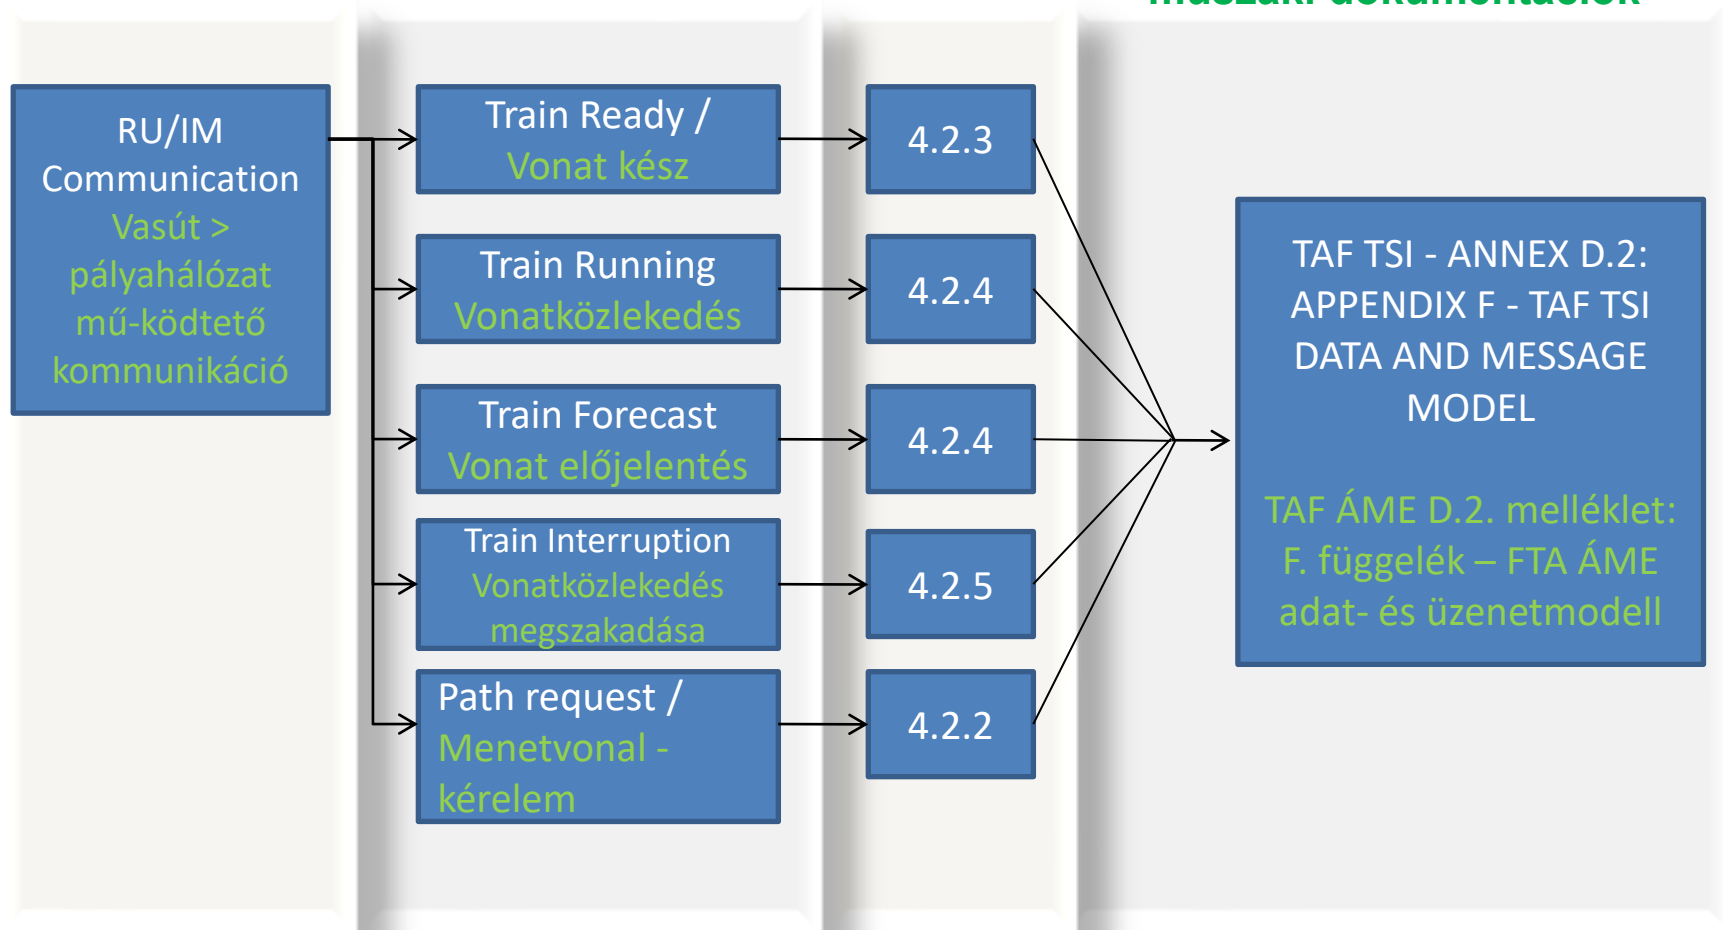 műszaki dokumentációk
RU/IM
Communication
Vasút >
pályahálózat
mű-ködtető
kommunikáció
Train Ready /
Vonat kész
4.2.3
Train Running
Vonatközlekedés
4.2.4
Train Forecast
Vonat előjelentés
4.2.4
Train Interruption
Vonatközlekedés
megszakadása
4.2.5
Path request /
Menetvonal -
kérelem
4.2.2
TAF TSI - ANNEX D.2:
APPENDIX F - TAF TSI
DATA AND MESSAGE
MODEL
TAF ÁME D.2. melléklet:
F. függelék – FTA ÁME
adat- és üzenetmodell